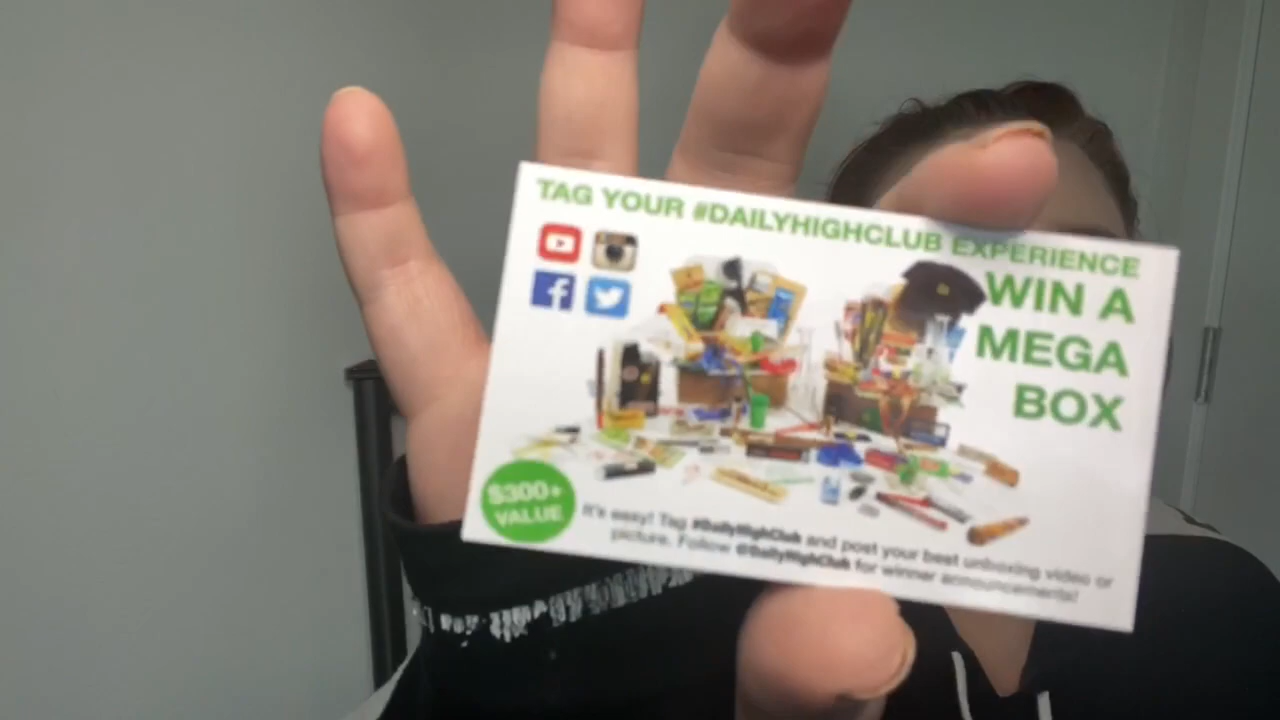 TAG YOUR #DAILYHIGHCLUB EXPERIENCE
WIN A
MEGA
BOX
$300+
VALUE
It's easy! Tag #DailyHighClub and post your best unboxing video or
picture. Follow @DailyHighClub for winner announcements!